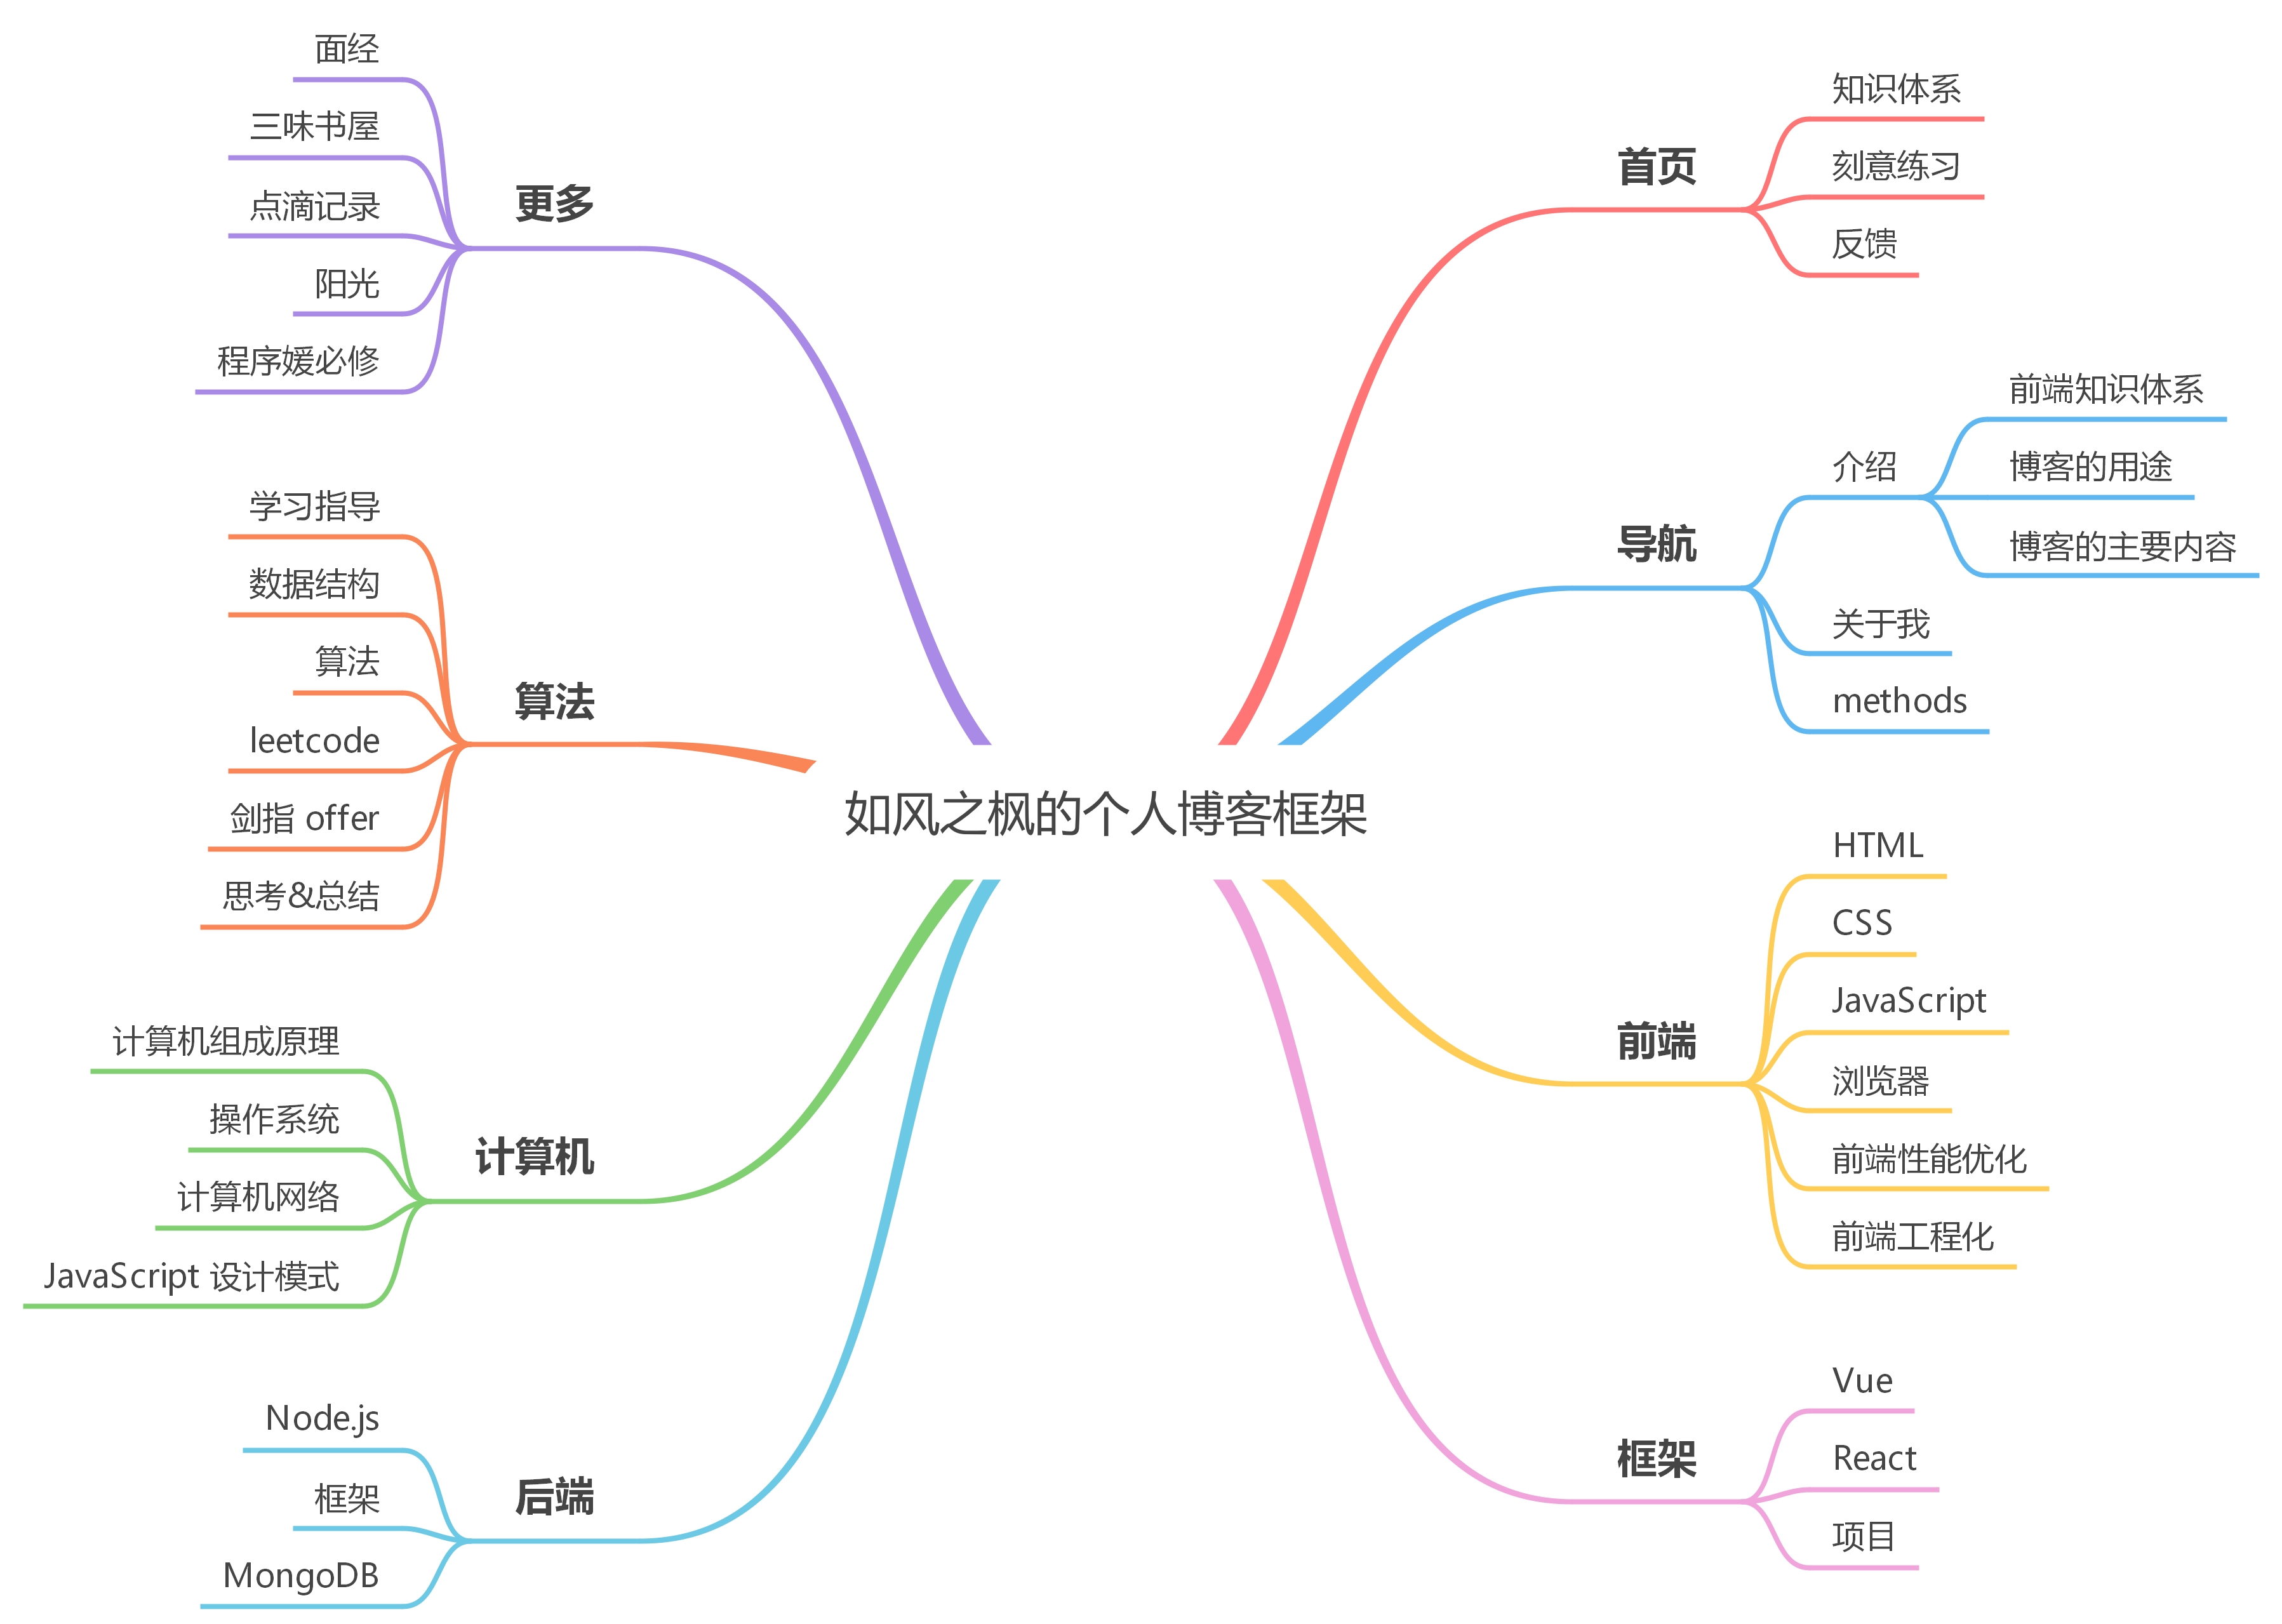 如风之枫的个人博客框架
首页
知识体系
刻意练习
反馈
导航
介绍
前端知识体系
博客的用途
博客的主要内容
关于我
methods
前端
HTML
CSS
JavaScript
浏览器
前端性能优化
前端工程化
框架
Vue
React
项目
更多
面经
三味书屋
点滴记录
阳光
程序媛必修
算法
学习指导
数据结构
算法
leetcode
剑指 offer
思考&总结
计算机
计算机组成原理
操作系统
计算机网络
JavaScript 设计模式
后端
Node.js
框架
MongoDB